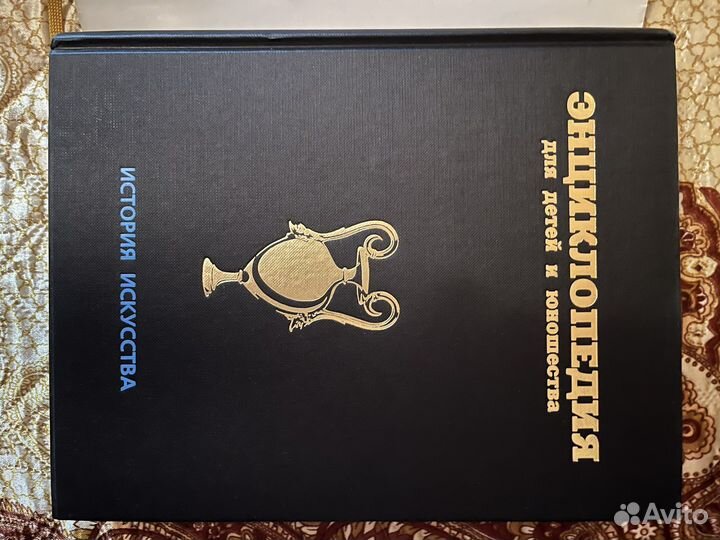 ЭНЦИКЛОПЕДИЯ
для детей и юношества
ИСТОРИЯ ИСКУССТВА
Avito